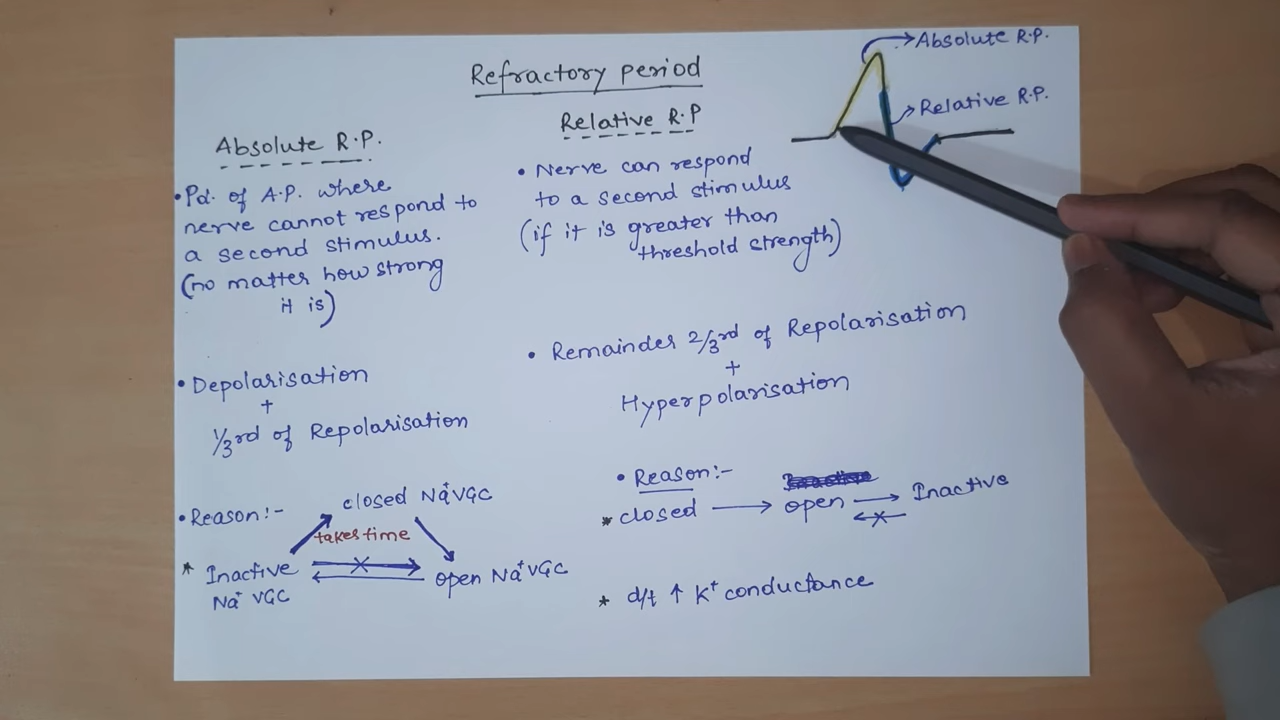 Refractory period
Absolute R.P.
Relative R.P.
Absolute R.P.
• Pd. of A.P. where
nerve cannot respond to
a second stimulus.
(no matter how strong
it is)
• Depolarisation
+
1/3rd of Repolarisation
• Reason:-
closed Na+ VGC
takes time
* Inactive
Na+ VGC
open Na+ VGC
Relative R.P
• Nerve can respond
to a second stimulus
(if it is greater than
threshold strength)
• Remainder 2/3rd of Repolarisation
+
Hyperpolarisation
• Reason:-
* closed → open → Inactive
* d/t ↑ K+ conductance